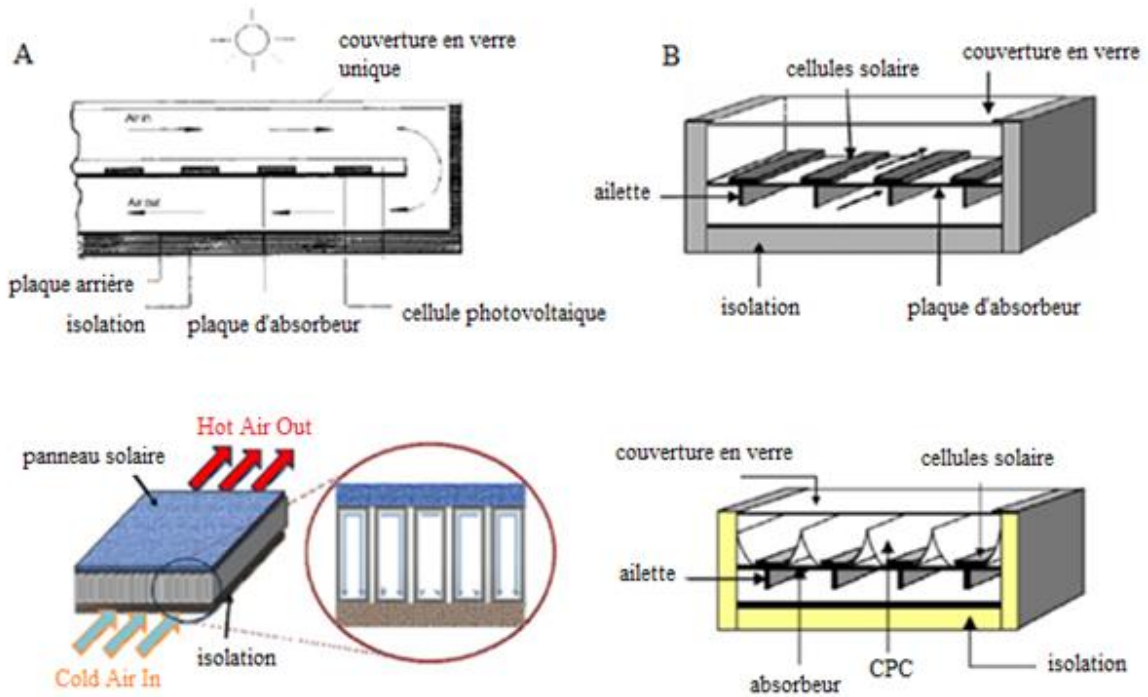 A
couverture en verre
unique
Air in
Air out
plaque arrière
isolation
plaque d'absorbeur
cellule photovoltaique
B
cellules solaire
couverture en verre
ailette
isolation
plaque d'absorbeur
Hot Air Out
panneau solaire
isolation
Cold Air In
couverture en verre
cellules solaire
ailette
absorbeur
CPC
isolation